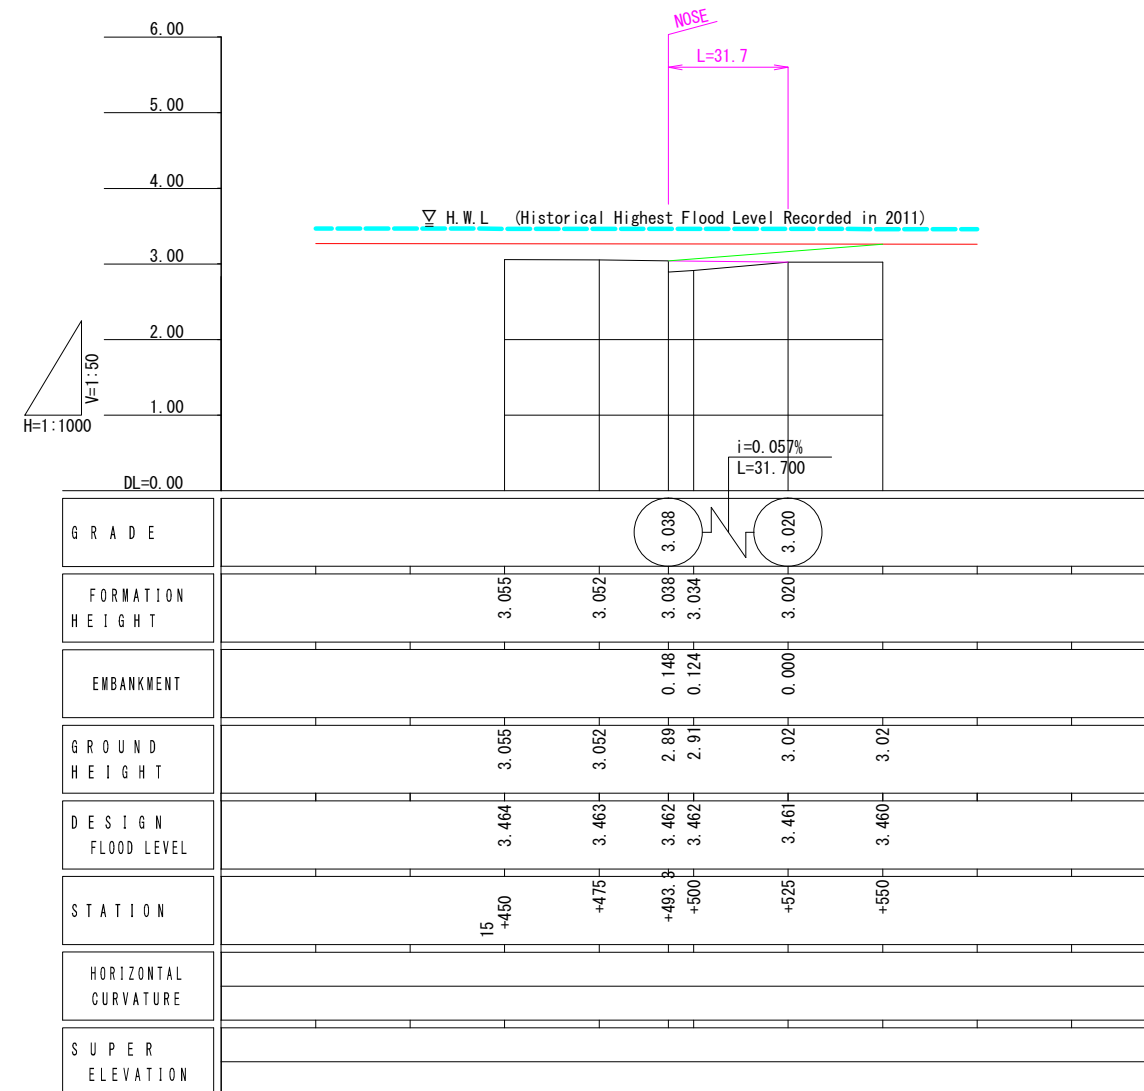 NOSE
6.00
L=31.7
5.00
4.00
H.W.L (Historical Highest Flood Level Recorded in 2011)
3.00
2.00
V=1:50
1.00
H=1:1000
i=0.057%
L=31.700
DL=0.00
GRADE
3.038
3.020
FORMATION
HEIGHT
3.055
3.052
3.038
3.034
3.020
EMBANKMENT
0.148
0.124
0.000
GROUND
HEIGHT
3.055
3.052
2.89
2.91
3.02
3.02
DESIGN
FLOOD LEVEL
3.464
3.463
3.462
3.462
3.461
3.460
STATION
15
+450
+475
+493.3
+500
+525
+550
HORIZONTAL
CURVATURE
SUPER
ELEVATION